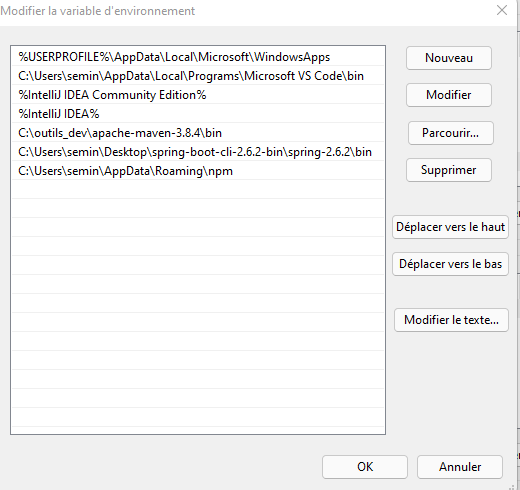 Modifier la variable d'environnement
%USERPROFILE%\AppData\Local\Microsoft\WindowsApps
C:\Users\semin\AppData\Local\Programs\Microsoft VS Code\bin
%IntelliJ IDEA Community Edition%
%IntelliJ IDEA%
C:\outils_dev\apache-maven-3.8.4\bin
C:\Users\semin\Desktop\spring-boot-cli-2.6.2-bin\spring-2.6.2\bin
C:\Users\semin\AppData\Roaming\npm
Nouveau
Modifier
Parcourir...
Supprimer
Déplacer vers le haut
Déplacer vers le bas
Modifier le texte...
OK
Annuler